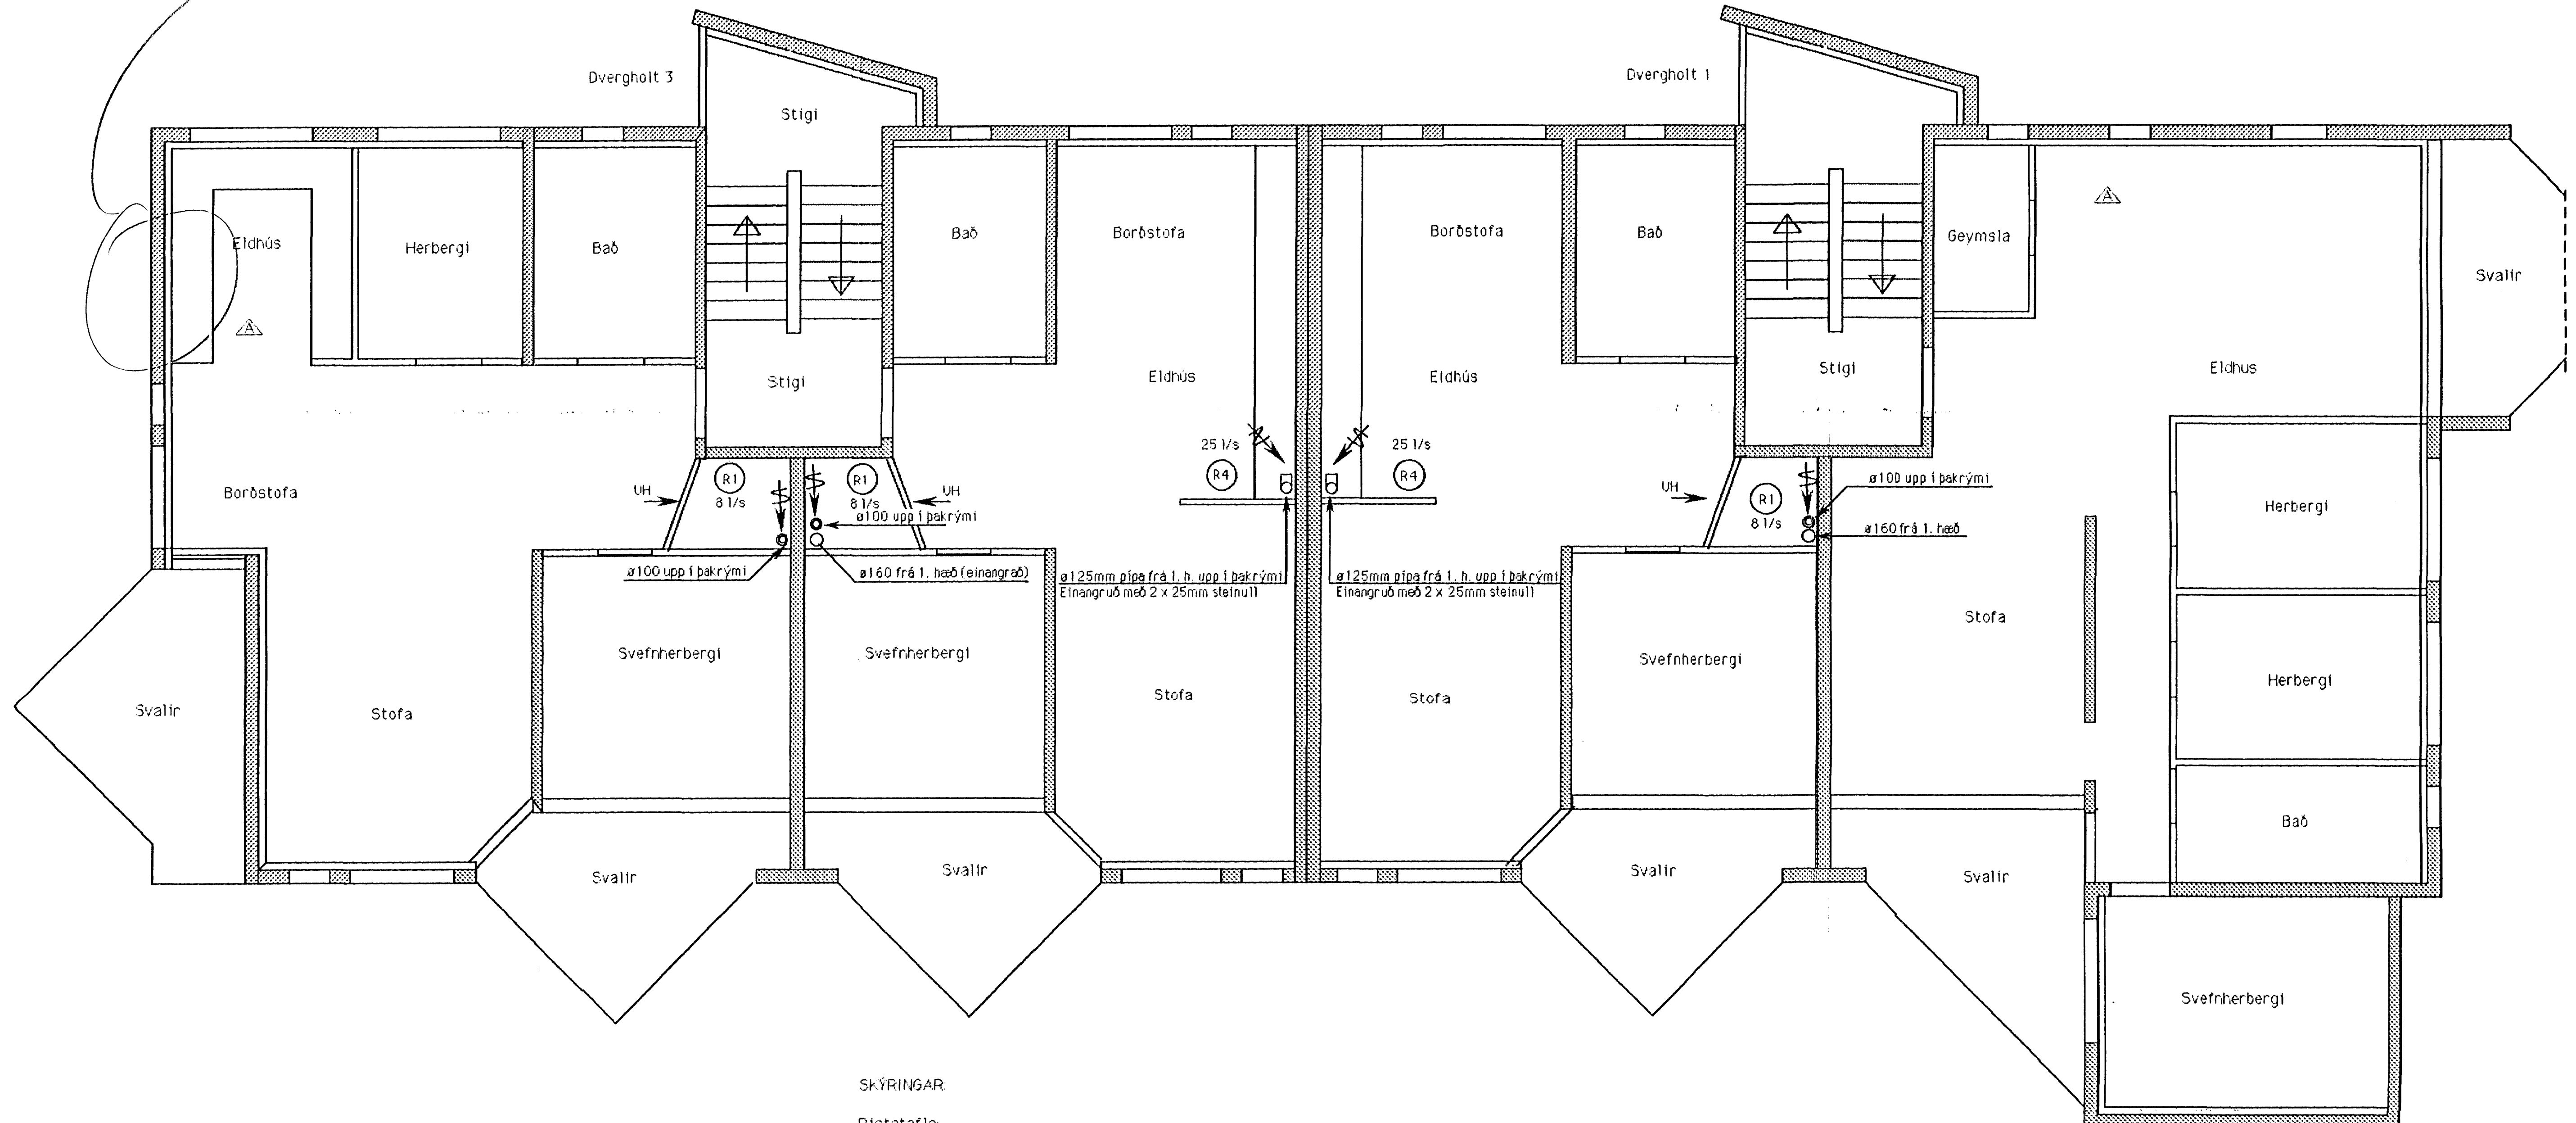 Dvergholt 3
Dvergholt 1
Stigi
Eldhús
Herbergi
Bað
Bað
Borðstofa
Borðstofa
Bað
Geymsla
Svalir
A
A
Stigi
Eldhús
Eldhús
Stigi
Eldhus
25 l/s
R4
25 l/s
R4
Borðstofa
UH
R1
8 l/s
R1
8 l/s
UH
UH
R1
8 l/s
ø100 upp í þakrými
ø160 frá 1. hæð
ø100 upp í þakrými
ø100 upp í þakrými
ø160 frá 1. hæð (einangrað)
ø125mm pípa frá 1. h. upp í þakrými
Einangruð með 2 x 25mm steinull
ø125mm pípa frá 1. h. upp í þakrými
Einangruð með 2 x 25mm steinull
Herbergi
Stofa
Svefnherbergi
Svefnherbergi
Svefnherbergi
Herbergi
Svalir
Stofa
Stofa
Stofa
Bað
Svalir
Svalir
Svalir
Svalir
Svefnherbergi
SKÝRINGAR: